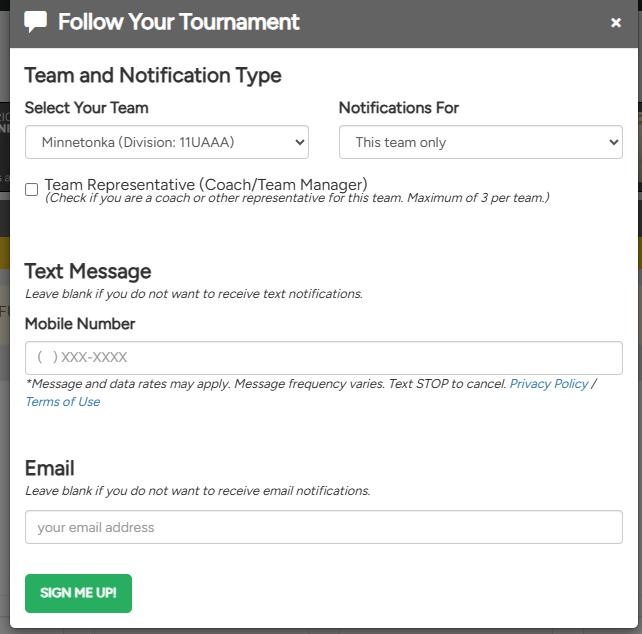 Follow Your Tournament
×
Team and Notification Type
Select Your Team
Notifications For
Minnetonka (Division: 11UAAA)
This team only
Team Representative (Coach/Team Manager)
(Check if you are a coach or other representative for this team. Maximum of 3 per team.)
Text Message
Leave blank if you do not want to receive text notifications.
Mobile Number
( ) XXX-XXXX
*Message and data rates may apply. Message frequency varies. Text STOP to cancel. Privacy Policy /
Terms of Use
Email
Leave blank if you do not want to receive email notifications.
your email address
SIGN ME UP!